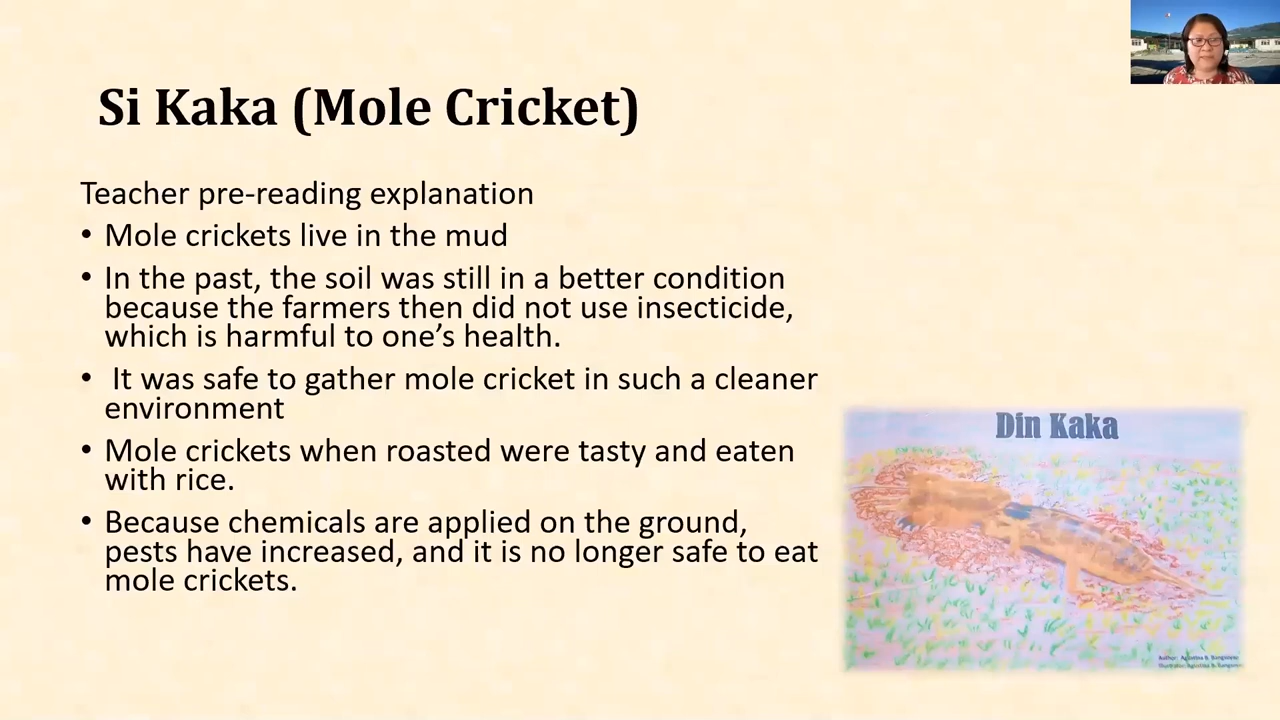 Si Kaka (Mole Cricket)
Teacher pre-reading explanation
• Mole crickets live in the mud
• In the past, the soil was still in a better condition
because the farmers then did not use insecticide,
which is harmful to one’s health.
• It was safe to gather mole cricket in such a cleaner
environment
• Mole crickets when roasted were tasty and eaten
with rice.
• Because chemicals are applied on the ground,
pests have increased, and it is no longer safe to eat
mole crickets.
Din Kaka
Author: Agustina B.